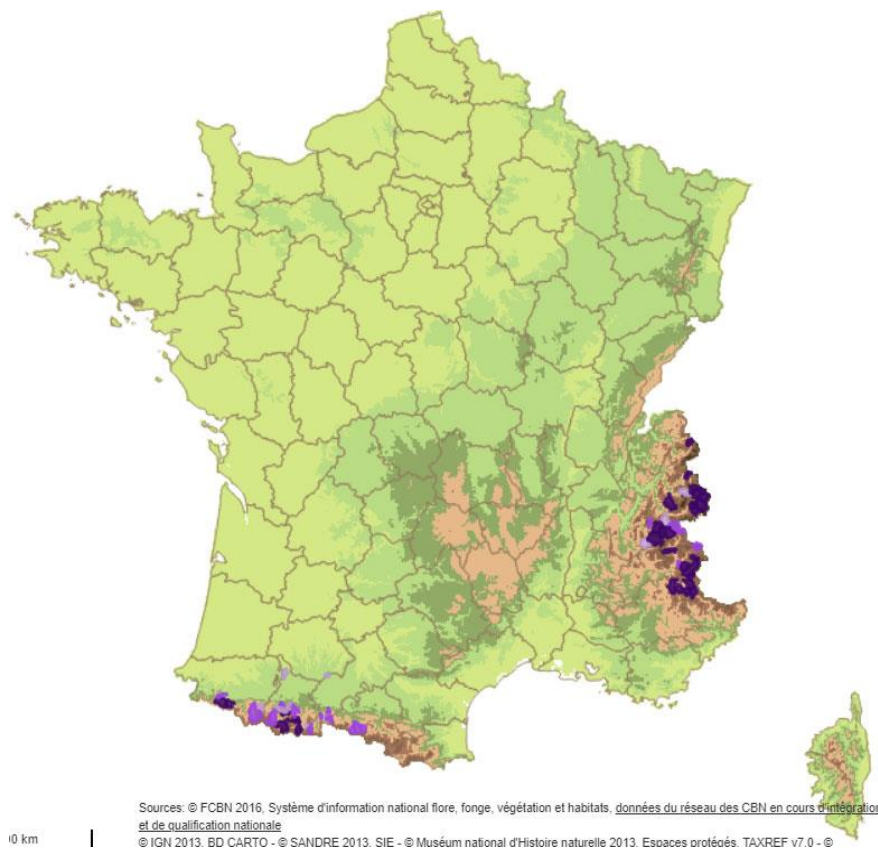 Sources: © FCBN 2016, Système d'information national flore, fonge, végétation et habitats, données du réseau des CBN en cours d'intégration
et de qualification nationale
0 km
© IGN 2013, BD CARTO - © SANDRE 2013, SIE - © Muséum national d'Histoire naturelle 2013, Espaces protégés, TAXREF v7.0 - ©